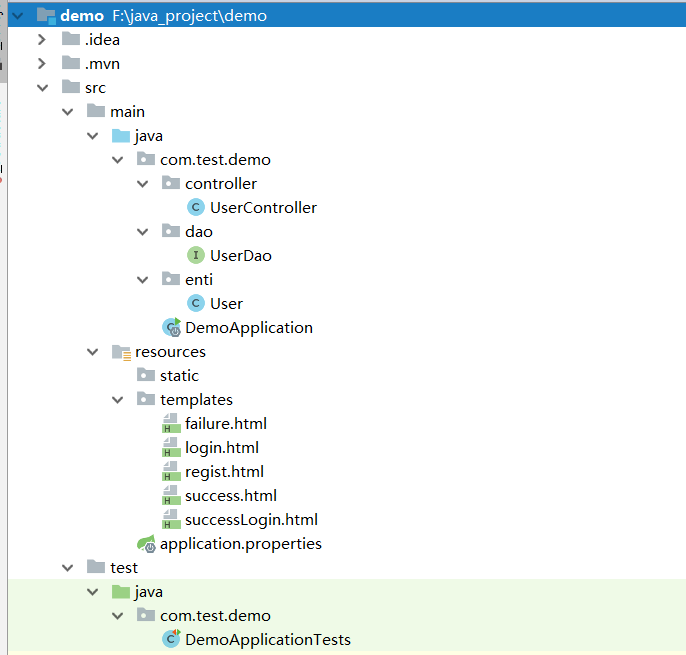 demo F:\java_project\demo
.idea
.mvn
src
main
java
com.test.demo
controller
UserController
dao
UserDao
enti
User
DemoApplication
resources
static
templates
failure.html
login.html
regist.html
success.html
successLogin.html
application.properties
test
java
com.test.demo
DemoApplicationTests